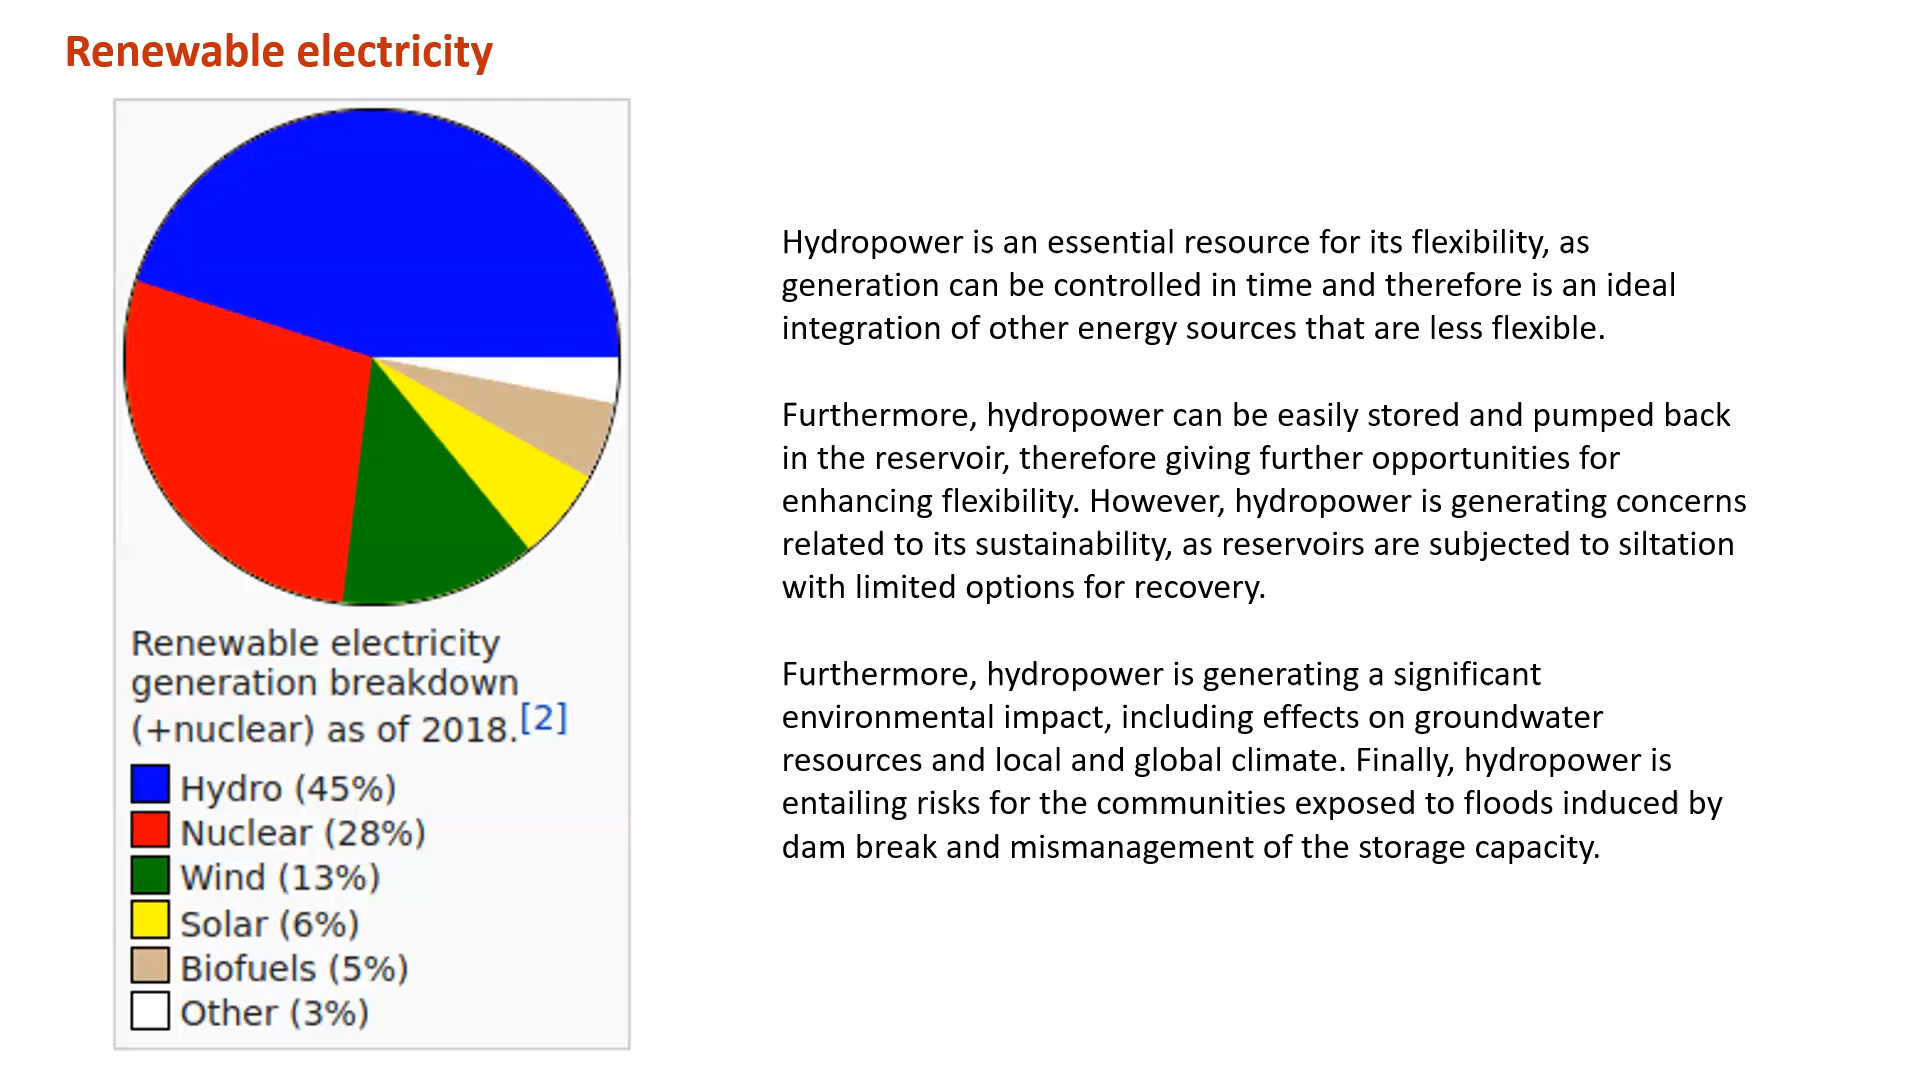 Renewable electricity
Renewable electricity
generation breakdown
(+nuclear) as of 2018.[2]
Hydro (45%)
Nuclear (28%)
Wind (13%)
Solar (6%)
Biofuels (5%)
Other (3%)
Hydropower is an essential resource for its flexibility, as
generation can be controlled in time and therefore is an ideal
integration of other energy sources that are less flexible.
Furthermore, hydropower can be easily stored and pumped back
in the reservoir, therefore giving further opportunities for
enhancing flexibility. However, hydropower is generating concerns
related to its sustainability, as reservoirs are subjected to siltation
with limited options for recovery.
Furthermore, hydropower is generating a significant
environmental impact, including effects on groundwater
resources and local and global climate. Finally, hydropower is
entailing risks for the communities exposed to floods induced by
dam break and mismanagement of the storage capacity.